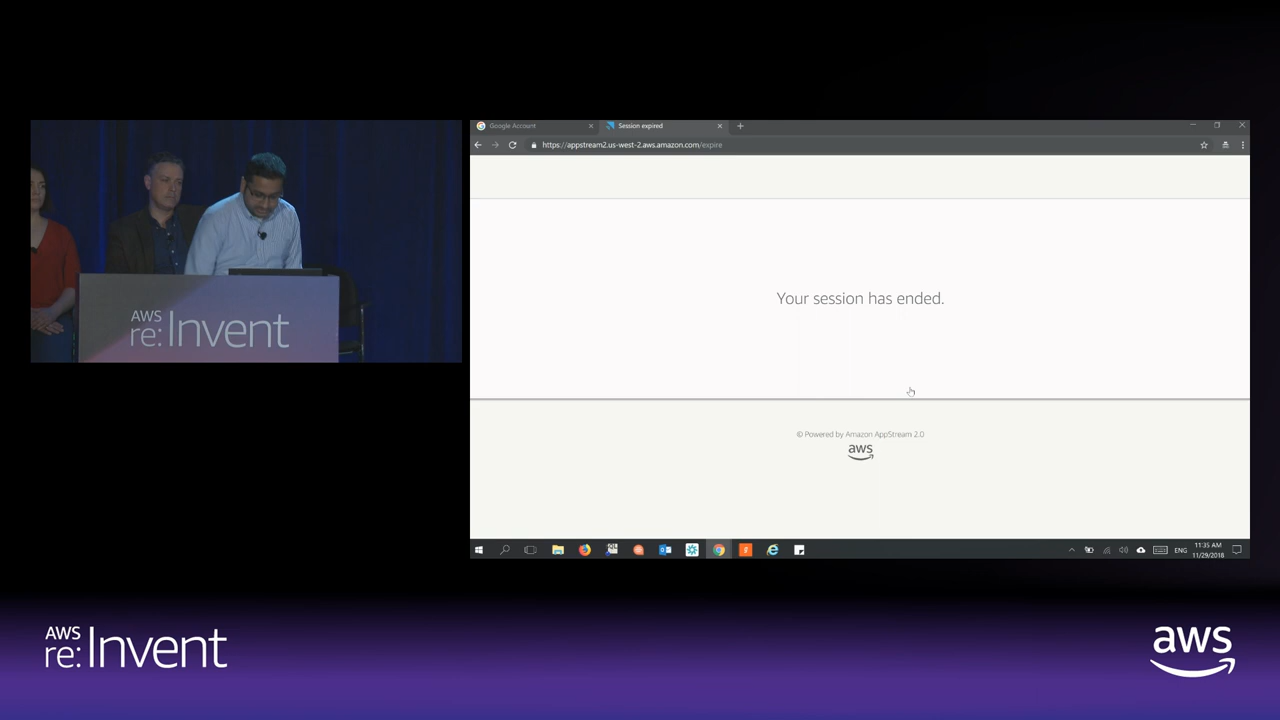 AWS
re:Invent
Google Account
Session expired
https://appstream2.us-west-2.aws.amazon.com/expire
Your session has ended.
© Powered by Amazon AppStream 2.0
aws
ENG
11:35 AM
11/29/2018
AWS
re:Invent
aws